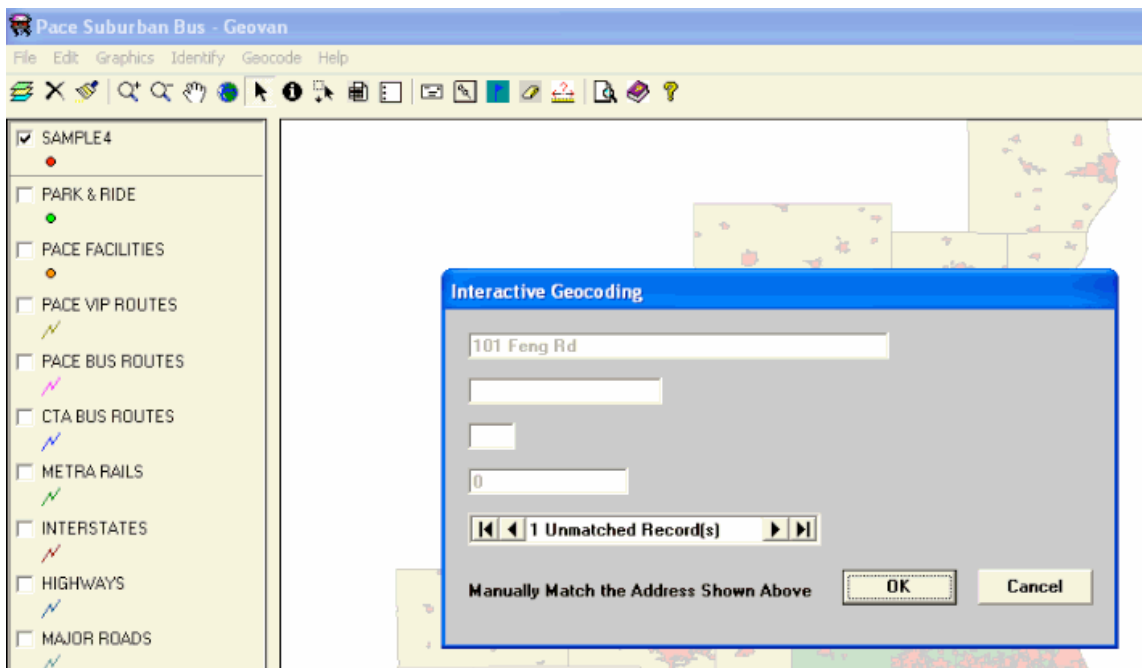 Pace Suburban Bus - Geovan
File Edit Graphics Identify Geocode Help
SAMPLE4
PARK & RIDE
PACE FACILITIES
PACE VIP ROUTES
PACE BUS ROUTES
CTA BUS ROUTES
METRA RAILS
INTERSTATES
HIGHWAYS
MAJOR ROADS
Interactive Geocoding
101 Feng Rd
0
1 Unmatched Record(s)
Manually Match the Address Shown Above OK Cancel